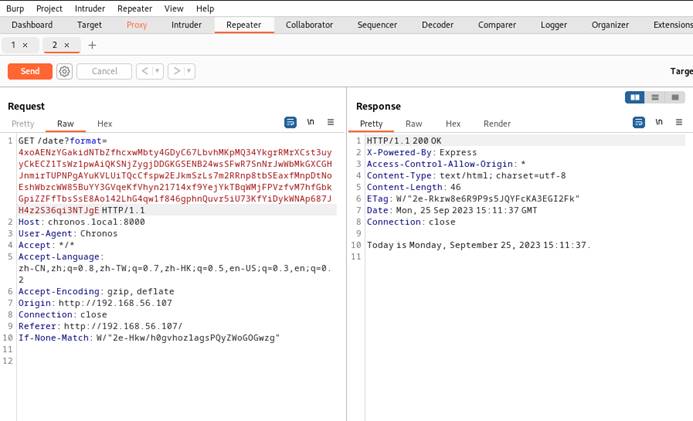 Burp Project Intruder Repeater View Help
Dashboard Target Proxy Intruder Repeater Collaborator Sequencer Decoder Comparer Logger Organizer Extensions
1 × 2 × +
Send Cancel < > Targe
Request
Pretty Raw Hex \n
1 GET /date?format=
4xoAENzYGakidNTbZfhcxwMbty4GDyC67LbvhMKpMQ34YkgrRMrXCst3uy
yCkECZ1TsWz1pwAiQKSNjZygjDDGKGSENB24wsSFwR7SnNrJwWbMkGXCGH
JnmirTUPNPgAYuKVLUiTQcCfspw2EJkmSzLs7m2RRnp8tbSEaxfMnpDtNo
EshWbzcWW85BuYY3GVqeKfVhyn21714xf9YejYkTBqWMjFPVzfvM7hfGbk
GpiZZFfTbsSsE8Ao142LhG4qw1f846gphnQuvr5iU73KfYiDykWNAp687J
H4z2S36qi3NTJgE HTTP/1.1
2 Host: chronos.local:8000
3 User-Agent: Chronos
4 Accept: */*
5 Accept-Language:
zh-CN,zh;q=0.8,zh-TW;q=0.7,zh-HK;q=0.5,en-US;q=0.3,en;q=0.
2
6 Accept-Encoding: gzip, deflate
7 Origin: http://192.168.56.107
8 Connection: close
9 Referer: http://192.168.56.107/
10 If-None-Match: W/"2e-Hkw/h0gvhozlagsPQyZWoGOGwzg"
11
12
Response
Pretty Raw Hex Render \n
1 HTTP/1.1 200 OK
2 X-Powered-By: Express
3 Access-Control-Allow-Origin: *
4 Content-Type: text/html; charset=utf-8
5 Content-Length: 46
6 ETag: W/"2e-Rkrw8e6R9P9s5JQYFcKA3EGI2Fk"
7 Date: Mon, 25 Sep 2023 15:11:37 GMT
8 Connection: close
9
10 Today is Monday, September 25, 2023 15:11:37.
11